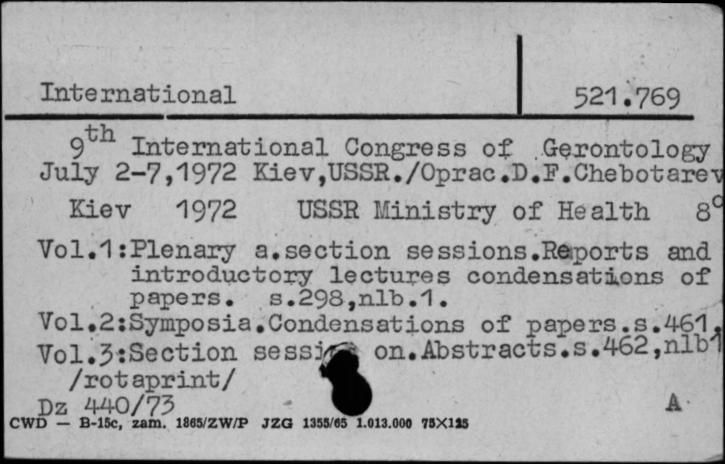 International 521.769
9th International Congress of Gerontology
July 2-7,1972 Kiev,USSR./Oprac.D.F.Chebotarev
Kiev 1972 USSR Ministry of Health 8°
Vol.1:Plenary a.section sessions.Reports and
introductory lectures condensations of
papers. s.298,nlb.1.
Vol.2:Symposia.Condensations of papers.s.461,
Vol.3:Section sessi on.Abstracts.s.462,nlb1
/rotaprint/
Dz 440/73 A
CWD — B-15c, zam. 1865/ZW/P JZG 1355/65 1.013.000 75X125